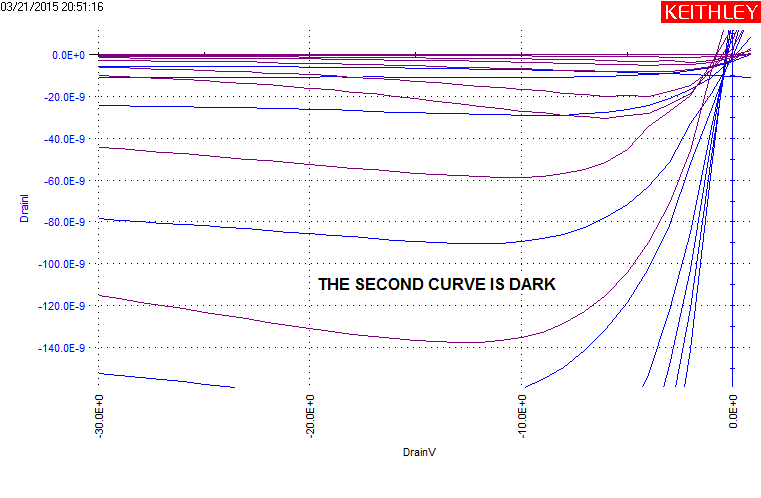 03/21/2015 20:51:16
KEITHLEY
0.0E+0
-20.0E-9
-40.0E-9
-60.0E-9
-80.0E-9
-100.0E-9
-120.0E-9
-140.0E-9
DrainI
THE SECOND CURVE IS DARK
-30.0E+0
-20.0E+0
-10.0E+0
0.0E+0
DrainV